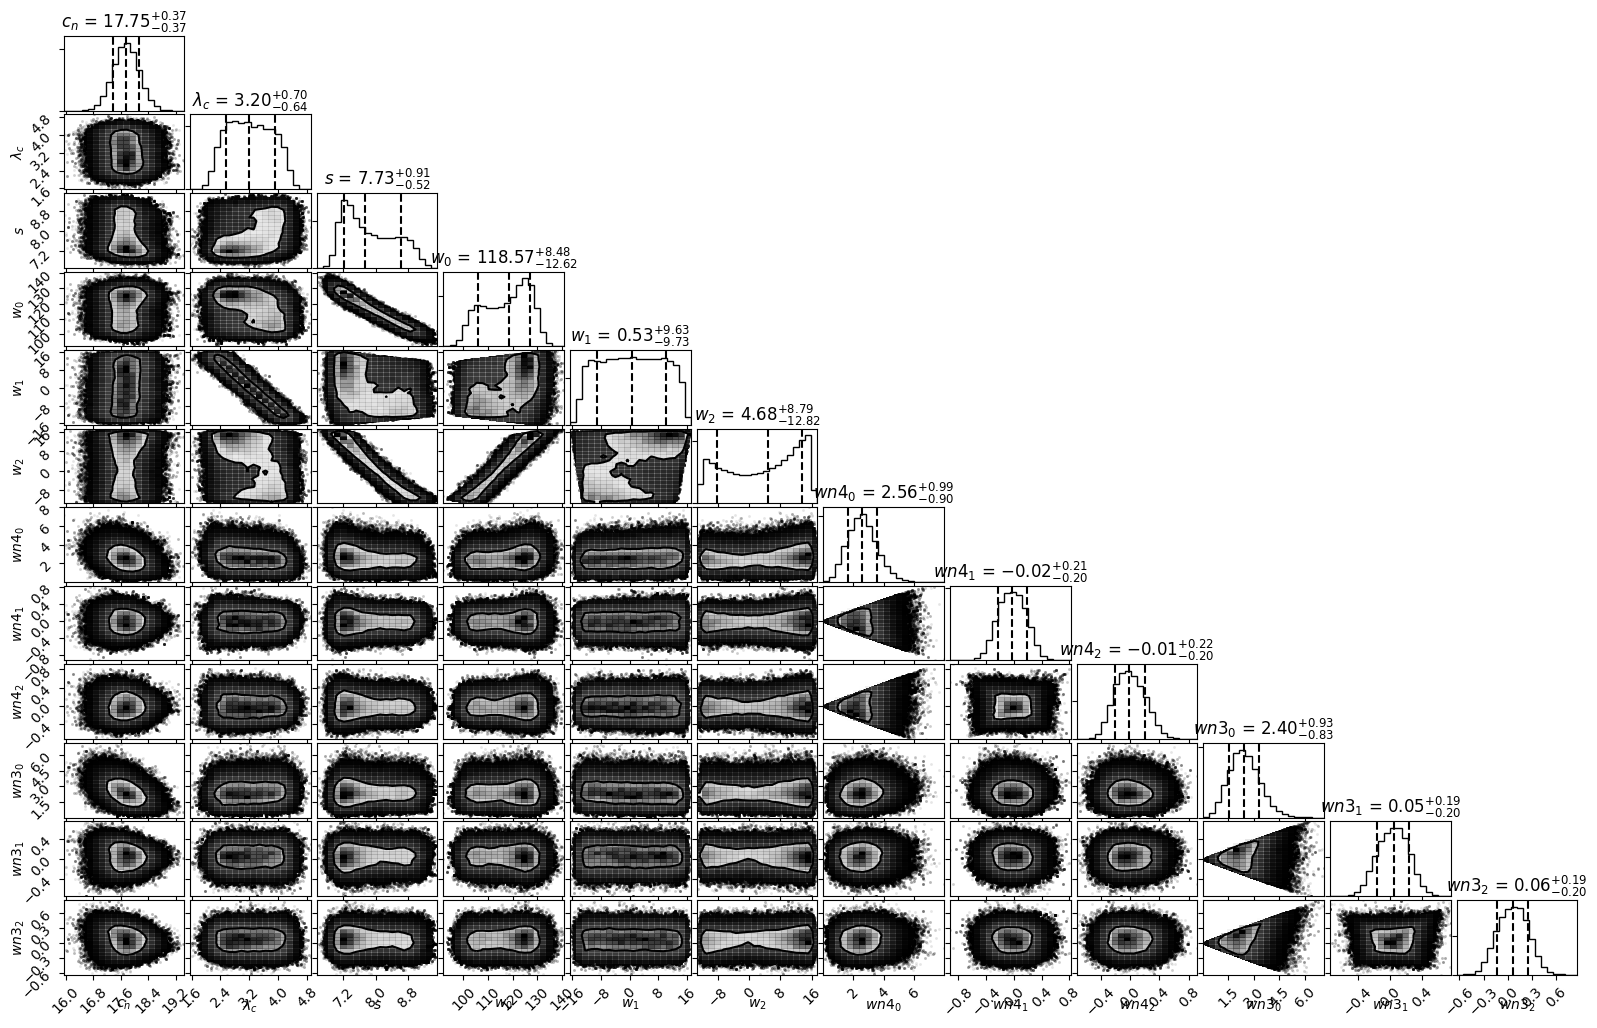 c_n = 17.75^{+0.37}_{-0.37}
λ_c = 3.20^{+0.70}_{-0.64}
4.8
4.0
3.2
2.4
1.6
λ_c
s = 7.73^{+0.91}_{-0.52}
8.8
8.0
7.2
s
w_0 = 118.57^{+8.48}_{-12.62}
140
130
120
110
100
w_0
w_1 = 0.53^{+9.63}_{-9.73}
16
8
0
−8
−16
w_1
w_2 = 4.68^{+8.79}_{-12.82}
16
8
0
−8
w_2
wn4_0 = 2.56^{+0.99}_{-0.90}
8
6
4
2
wn4_0
wn4_1 = −0.02^{+0.21}_{-0.20}
0.8
0.4
0.0
−0.4
−0.8
wn4_1
wn4_2 = −0.01^{+0.22}_{-0.20}
0.8
0.4
0.0
−0.4
wn4_2
wn3_0 = 2.40^{+0.93}_{-0.83}
6.0
4.5
3.0
1.5
wn3_0
wn3_1 = 0.05^{+0.19}_{-0.20}
0.4
0.0
−0.4
wn3_1
wn3_2 = 0.06^{+0.19}_{-0.20}
0.6
0.3
0.0
−0.3
−0.6
wn3_2
16.0 16.8 17.6 18.4 19.2
1.6 2.4 3.2 4.0 4.8
7.2 8.0 8.8
100 110 120 130 140
−16 −8 0 8 16
−8 0 8 16
2 4 6
−0.8 −0.4 0.0 0.4 0.8
−0.4 0.0 0.4 0.8
1.5 3.0 4.5 6.0
−0.4 0.0 0.4
−0.6 −0.3 0.0 0.3 0.6
c_n λ_c s w_0 w_1 w_2 wn4_0 wn4_1 wn4_2 wn3_0 wn3_1 wn3_2